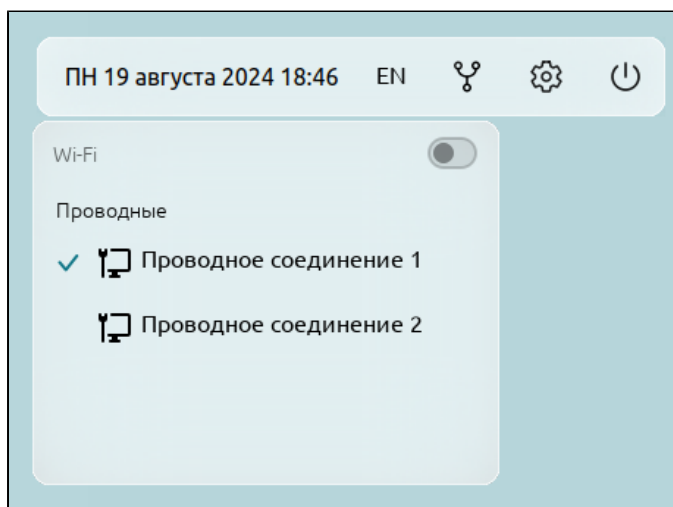 ПН 19 августа 2024 18:46 EN
Wi-Fi
Проводные
Проводное соединение 1
Проводное соединение 2